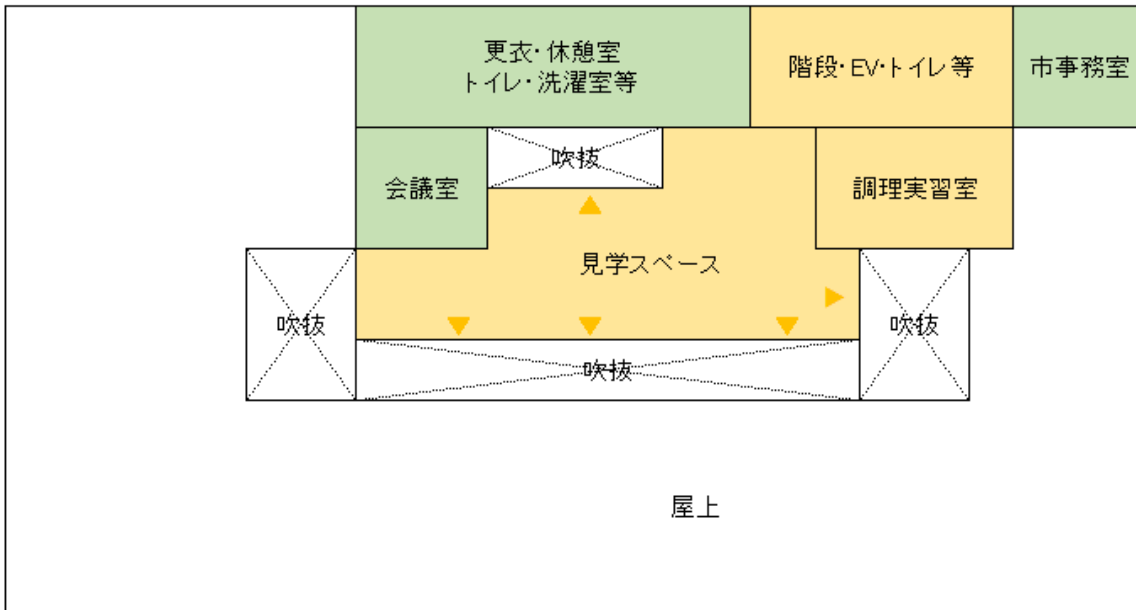 更衣・休憩室
トイレ・洗濯室等
階段・EV・トイレ等
市事務室
吹抜
会議室
調理実習室
見学スペース
吹抜
吹抜
吹抜
屋上